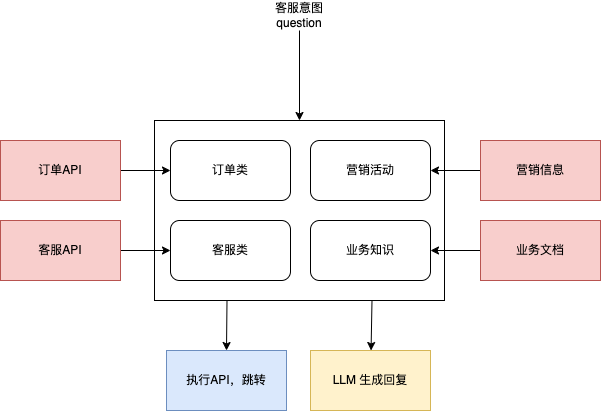 客服意图
question
订单API
订单类
营销活动
营销信息
客服API
客服类
业务知识
业务文档
执行API，跳转
LLM 生成回复